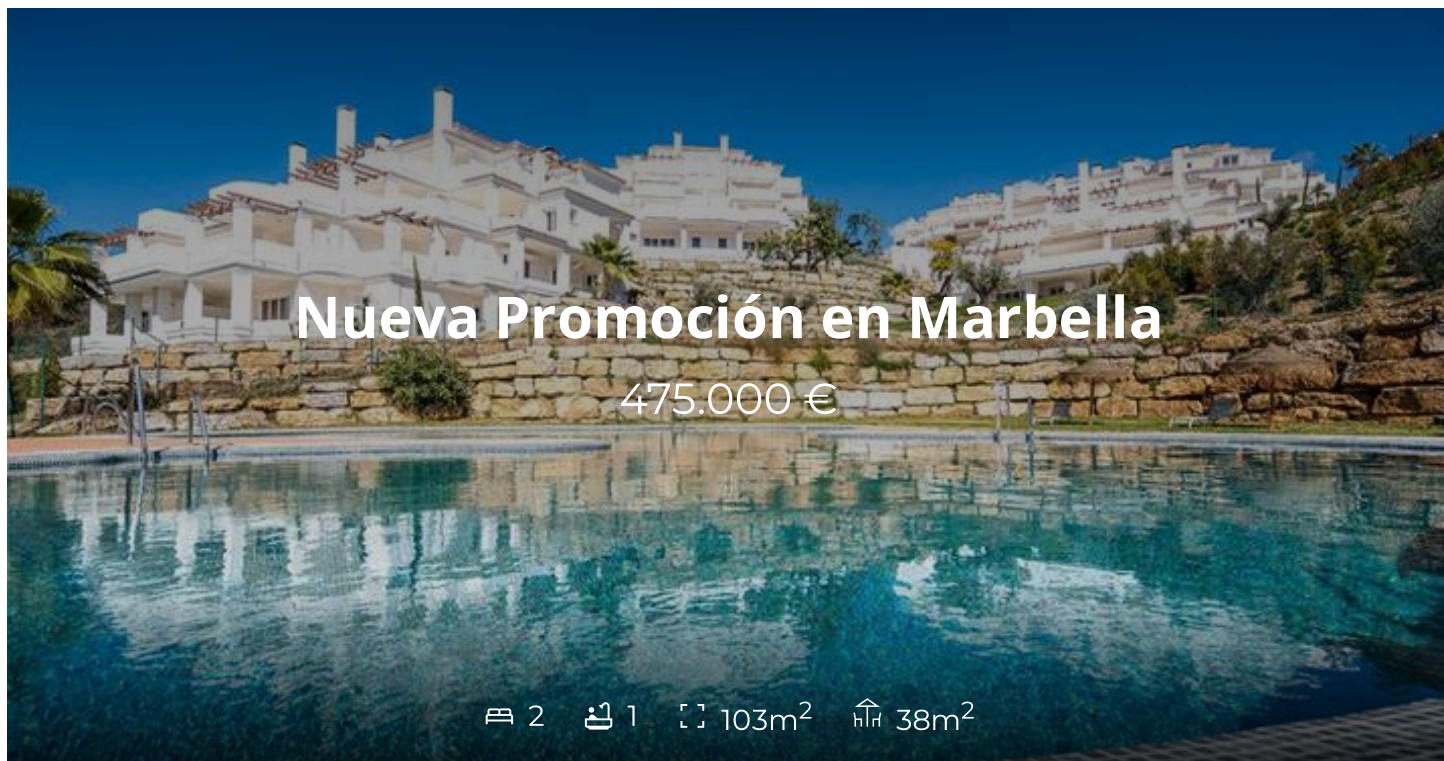 Nueva Promoción en Marbella
475.000 €
2 1 103m² 38m²